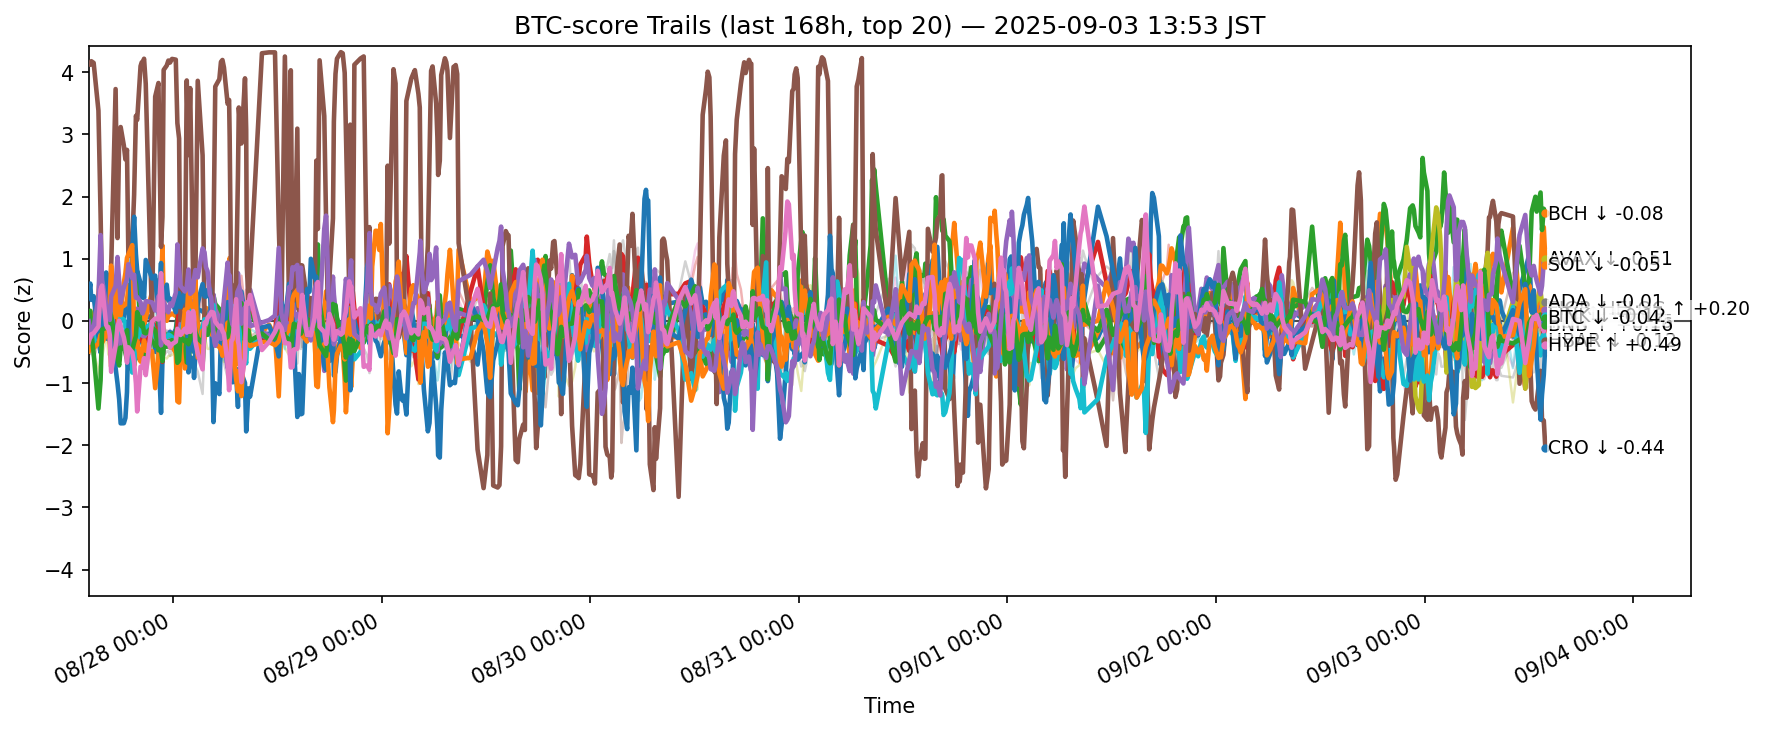 BTC-score Trails (last 168h, top 20) — 2025-09-03 13:53 JST
Score (z)
4
3
2
1
0
−1
−2
−3
−4
BCH ↓ -0.08
AVAX ↓ -0.51
SOL ↓ -0.05
ADA ↓ -0.01
↑ +0.20
BTC ↓ -0.04
HYPE ↑ +0.49
CRO ↓ -0.44
08/28 00:00
08/29 00:00
08/30 00:00
08/31 00:00
09/01 00:00
09/02 00:00
09/03 00:00
09/04 00:00
Time